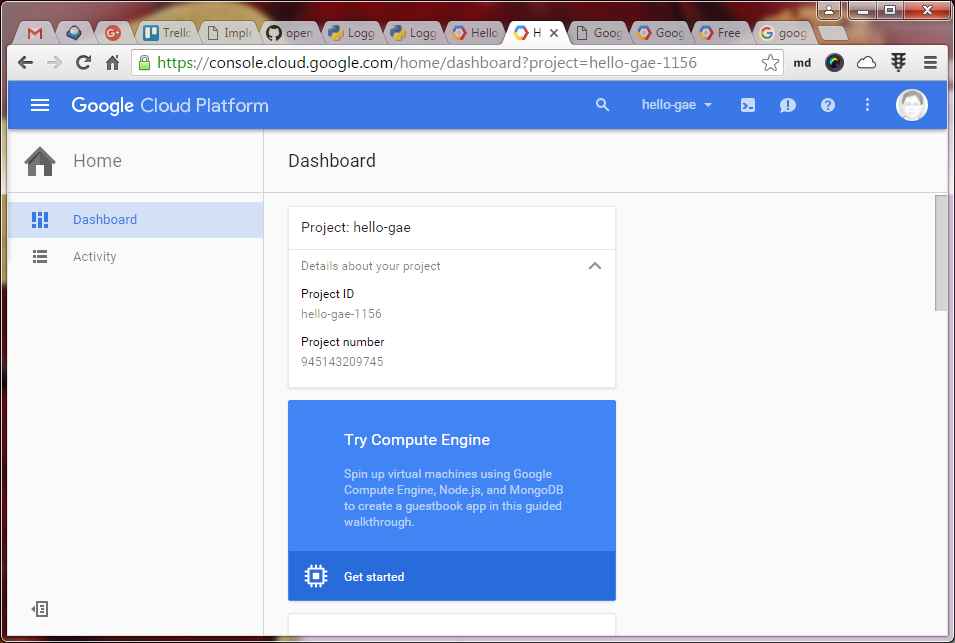 Trello
Imple
open
Logg
Logg
Hello
H
Goog
Goog
Free
goog
https://console.cloud.google.com/home/dashboard?project=hello-gae-1156
md
Google Cloud Platform
hello-gae
Home
Dashboard
Dashboard
Activity
Project: hello-gae
Details about your project
Project ID
hello-gae-1156
Project number
945143209745
Try Compute Engine
Spin up virtual machines using Google
Compute Engine, Node.js, and MongoDB
to create a guestbook app in this guided
walkthrough.
Get started